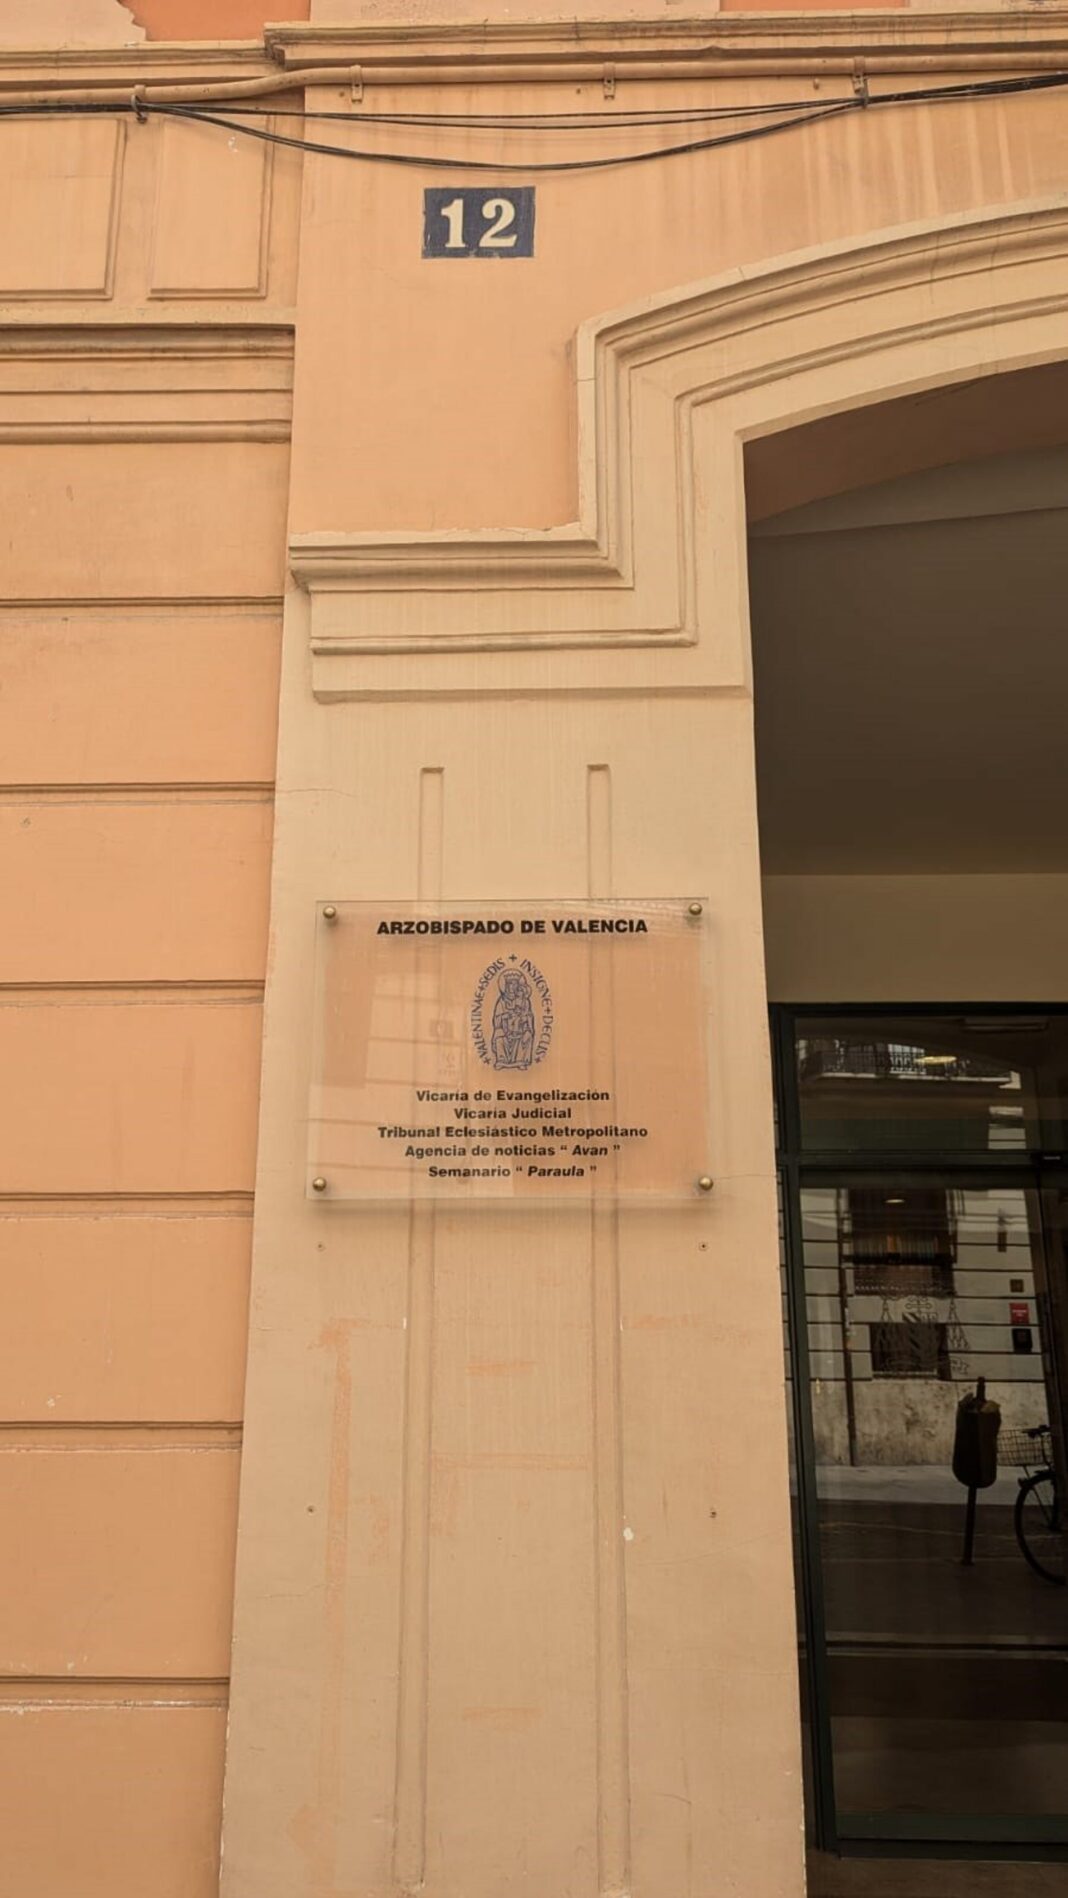 12
ARZOBISPADO DE VALENCIA
+VALENTINAE+SEDIS+INSIGNE+DECUS+
Vicaría de Evangelización
Vicaría Judicial
Tribunal Eclesiástico Metropolitano
Agencia de noticias “ Avan ”
Semanario “ Paraula ”